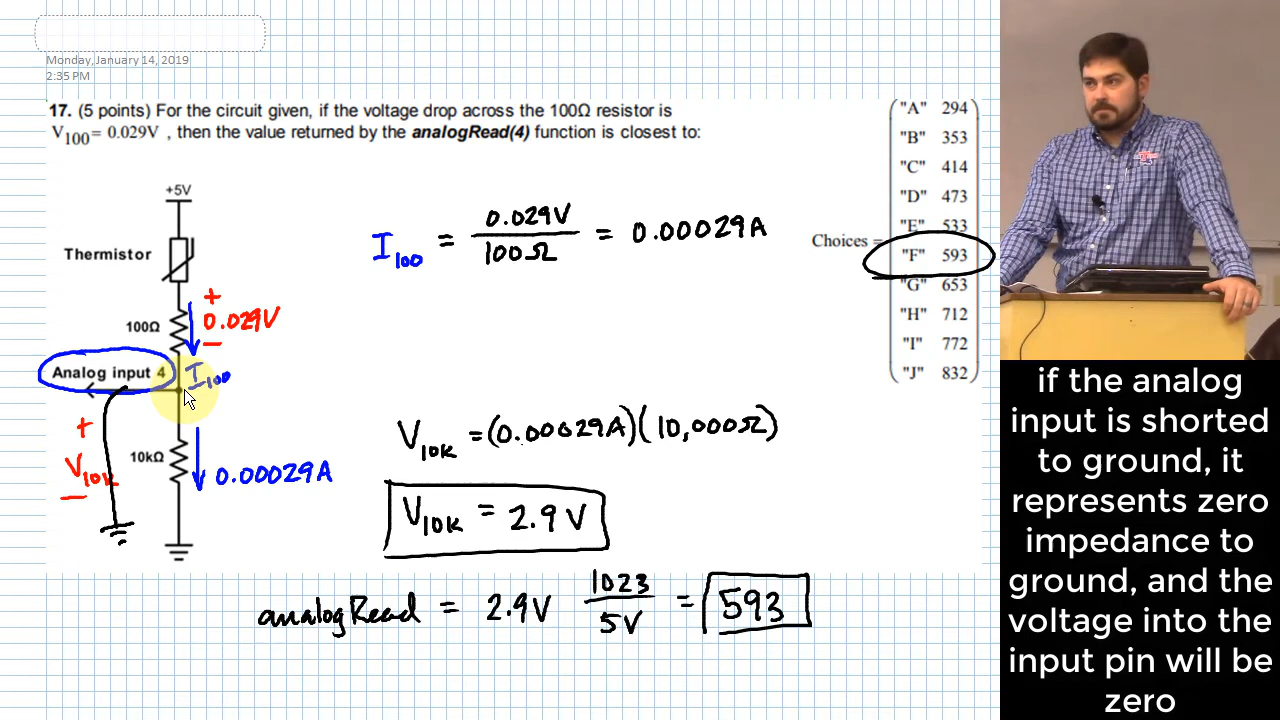 Monday, January 14, 2019
2:35 PM
17. (5 points) For the circuit given, if the voltage drop across the 100Ω resistor is
V100 = 0.029V , then the value returned by the analogRead(4) function is closest to:
Choices =
"A" 294
"B" 353
"C" 414
"D" 473
"E" 533
"F" 593
"G" 653
"H" 712
"I" 772
"J" 832
+5V
Thermistor
100Ω
+
0.029V
−
I100
Analog input 4
+
V10K
−
10kΩ
0.00029A
I100 = 0.029V / 100Ω = 0.00029A
V10K = (0.00029A)(10,000Ω)
V10K = 2.9V
analogRead = 2.9V 1023 / 5V = 593
if the analog
input is shorted
to ground, it
represents zero
impedance to
ground, and the
voltage into the
input pin will be
zero